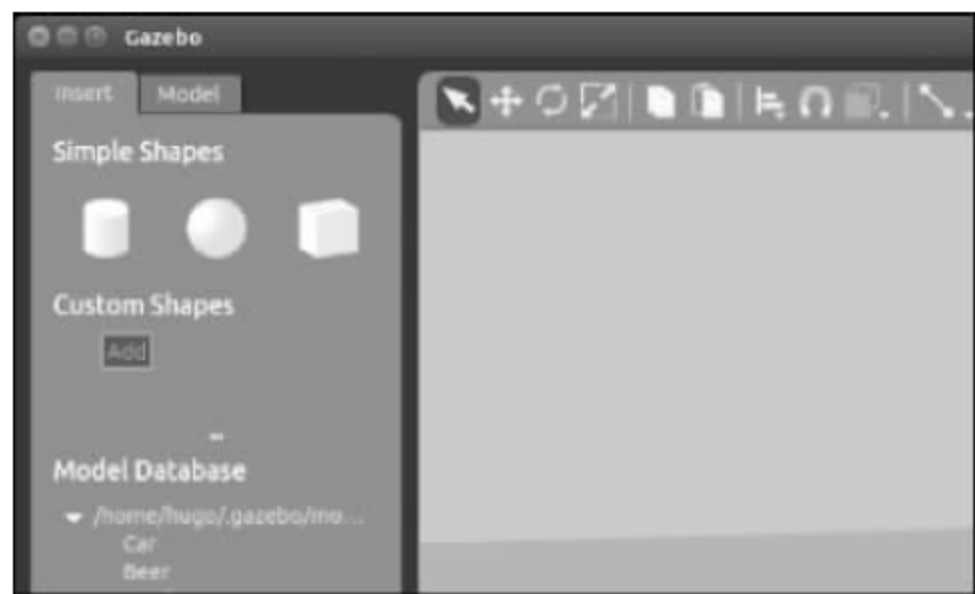 Gazebo
Insert Model
Simple Shapes
Custom Shapes
Add
Model Database
/home/hugo/.gazebo/mo...
Car
Beer